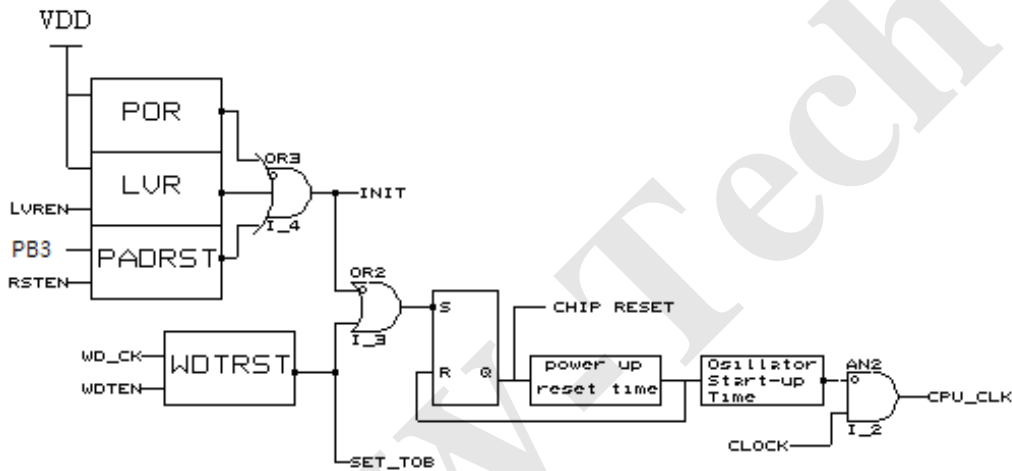 VDD
POR
LVR
LVREN
PB3
PADRST
RSTEN
OR3
I_4
INIT
OR2
I_3
WD_CK
WDTEN
WDTRST
SET_TOB
S
R
Q
CHIP RESET
power up
reset time
Osillator
Start-up
Time
AN2
I_2
CLOCK
CPU_CLK
w-Tech